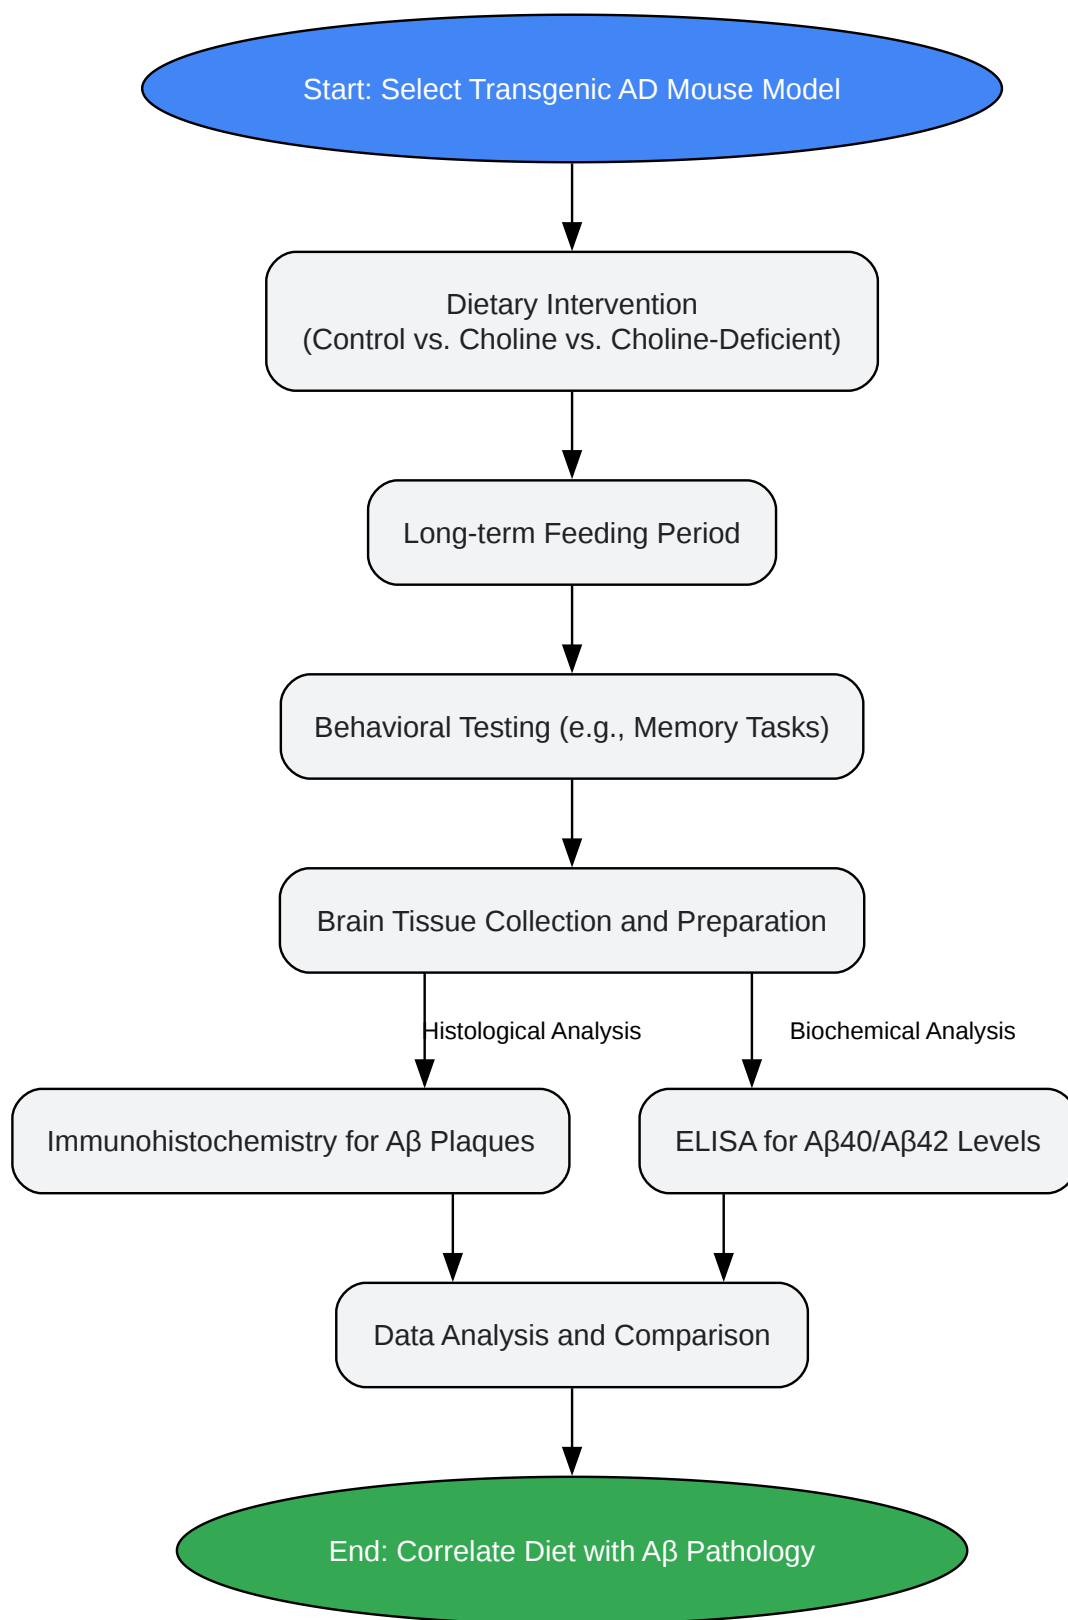 Start: Select Transgenic AD Mouse Model
Dietary Intervention
(Control vs. Choline vs. Choline-Deficient)
Long-term Feeding Period
Behavioral Testing (e.g., Memory Tasks)
Brain Tissue Collection and Preparation
Histological Analysis
Biochemical Analysis
Immunohistochemistry for Aβ Plaques
ELISA for Aβ40/Aβ42 Levels
Data Analysis and Comparison
End: Correlate Diet with Aβ Pathology